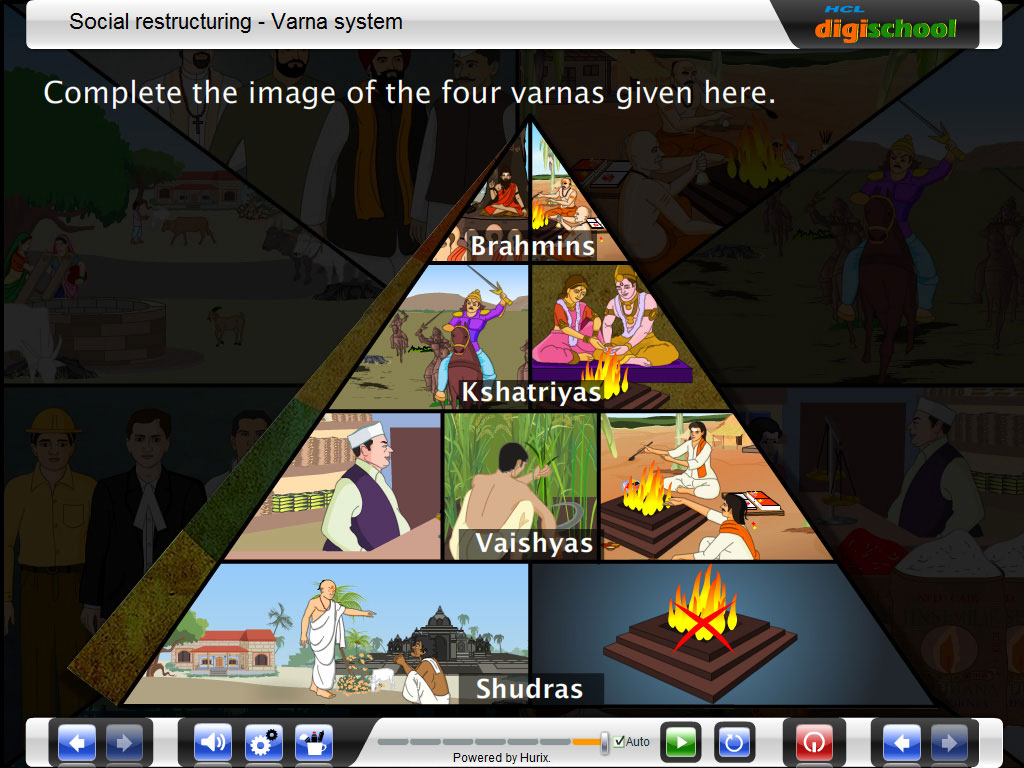 Social restructuring - Varna system
HCL
digischool
Complete the image of the four varnas given here.
Brahmins
Kshatriyas
Vaishyas
Shudras
Auto
Powered by Hurix.